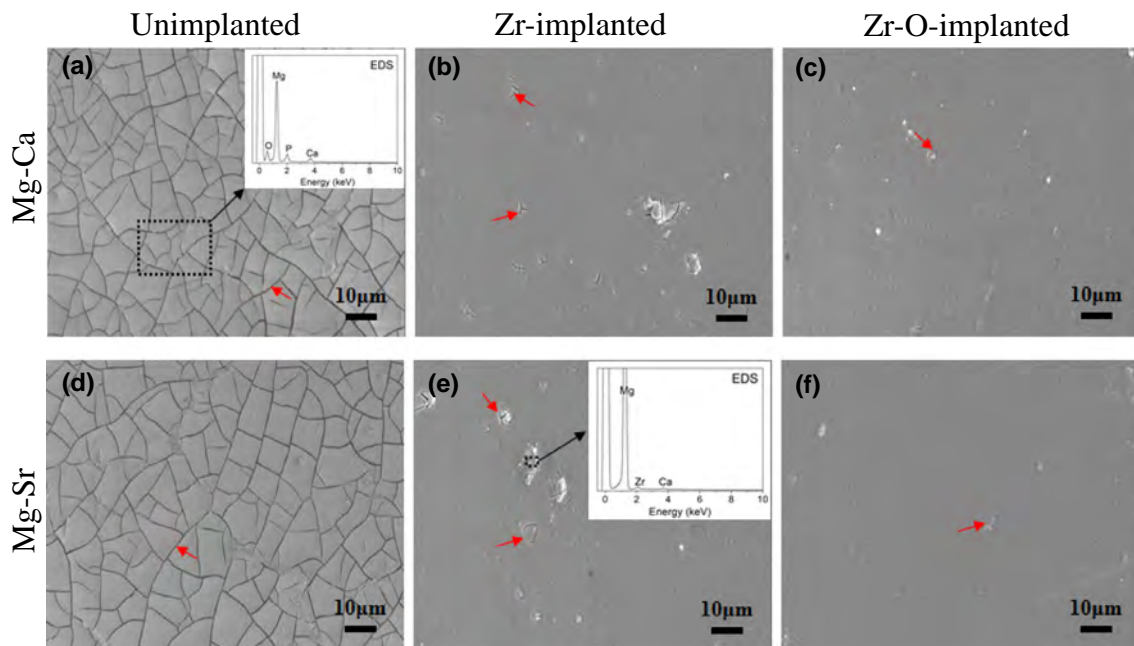 Unimplanted Zr-implanted Zr-O-implanted
Mg-Ca
(a)
EDS
Mg
O
P
Ca
0 2 4 6 8 10
Energy (keV)
10μm
(b)
10μm
(c)
10μm
Mg-Sr
(d)
10μm
(e)
EDS
Mg
Zr
Ca
0 2 4 6 8 10
Energy (keV)
10μm
(f)
10μm